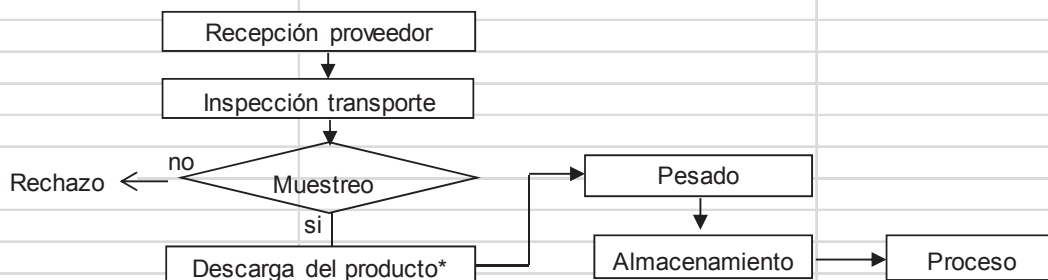 Recepción proveedor
Inspección transporte
no
Rechazo
Muestreo
si
Descarga del producto*
Pesado
Almacenamiento
Proceso